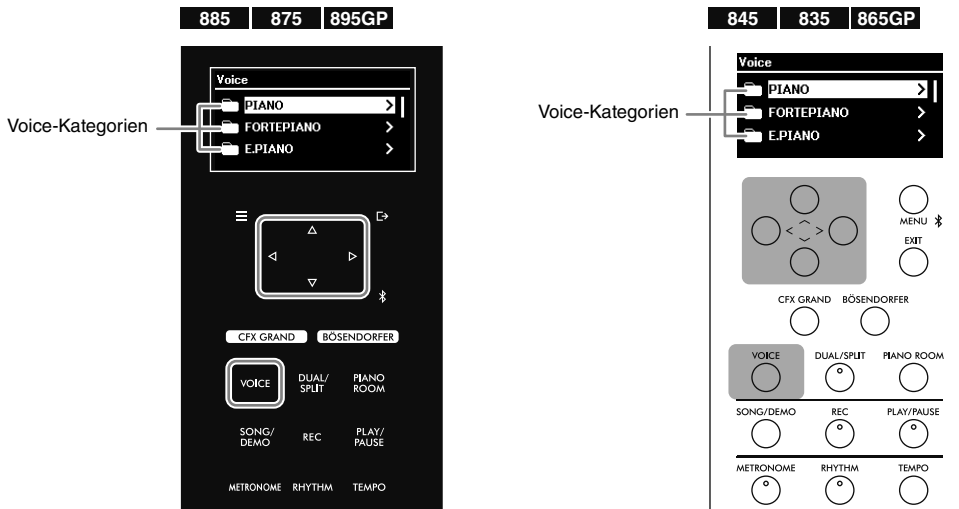 885 875 895GP
Voice
PIANO
FORTEPIANO
E.PIANO
Voice-Kategorien
CFX GRAND BÖSENDORFER
VOICE DUAL/SPLIT PIANO ROOM
SONG/DEMO REC PLAY/PAUSE
METRONOME RHYTHM TEMPO
845 835 865GP
Voice
PIANO
FORTEPIANO
E.PIANO
Voice-Kategorien
MENU
EXIT
CFX GRAND BÖSENDORFER
VOICE DUAL/SPLIT PIANO ROOM
SONG/DEMO REC PLAY/PAUSE
METRONOME RHYTHM TEMPO